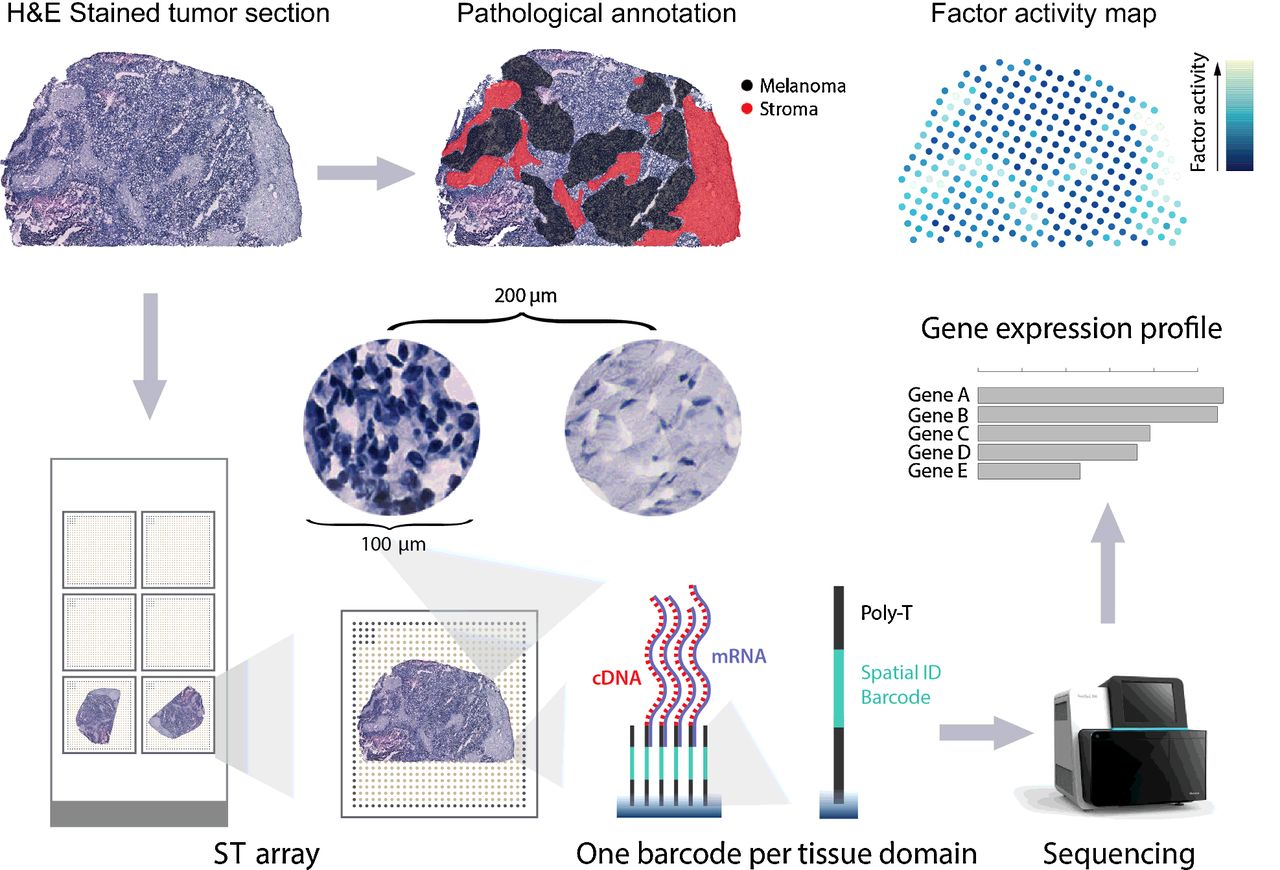 H&E Stained tumor section
Pathological annotation
Factor activity map
Melanoma
Stroma
Factor activity
200 µm
100 µm
Gene expression profile
Gene A
Gene B
Gene C
Gene D
Gene E
cDNA
mRNA
Poly-T
Spatial ID
Barcode
ST array
One barcode per tissue domain
Sequencing